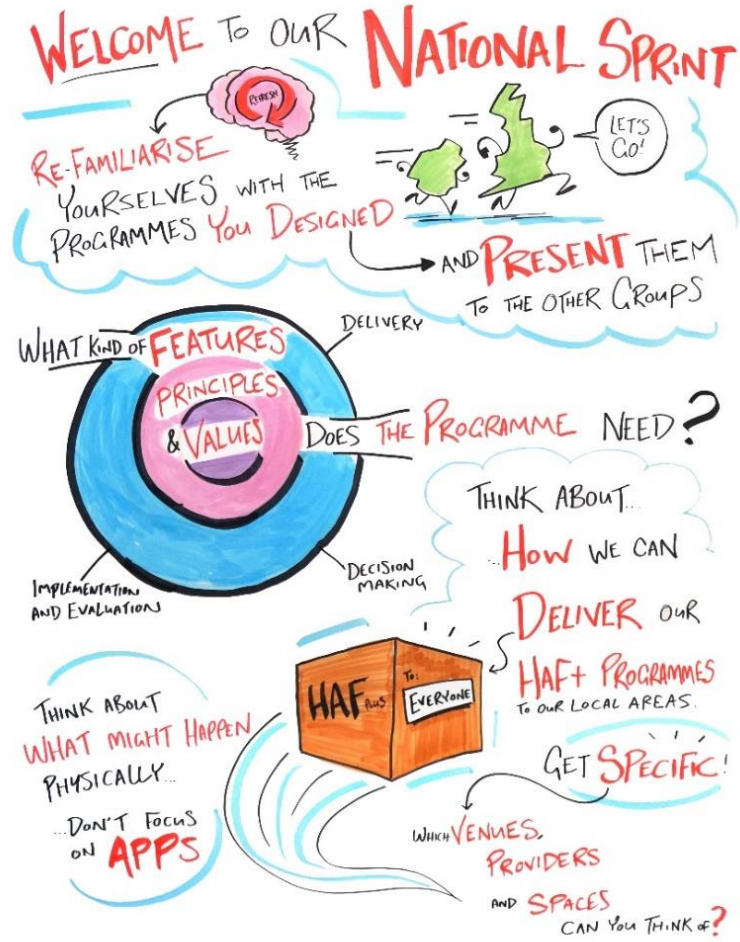 WELCOME TO OUR NATIONAL SPRINT
REFRESH
LET'S
GO!
RE-FAMILIARISE
YOURSELVES WITH THE
PROGRAMMES YOU DESIGNED
AND PRESENT THEM
TO THE OTHER GROUPS
DELIVERY
WHAT KIND OF FEATURES
PRINCIPLES
& VALUES DOES THE PROGRAMME NEED?
DECISION
MAKING
IMPLEMENTATION
AND EVALUATION
THINK ABOUT...
...HOW WE CAN
DELIVER OUR
HAF+ PROGRAMMES
TO OUR LOCAL AREAS.
HAF PLUS
TO:
EVERYONE
THINK ABOUT
WHAT MIGHT HAPPEN
PHYSICALLY...
...DON'T FOCUS
ON APPS
GET SPECIFIC!
WHICH VENUES,
PROVIDERS
AND SPACES
CAN YOU THINK OF?